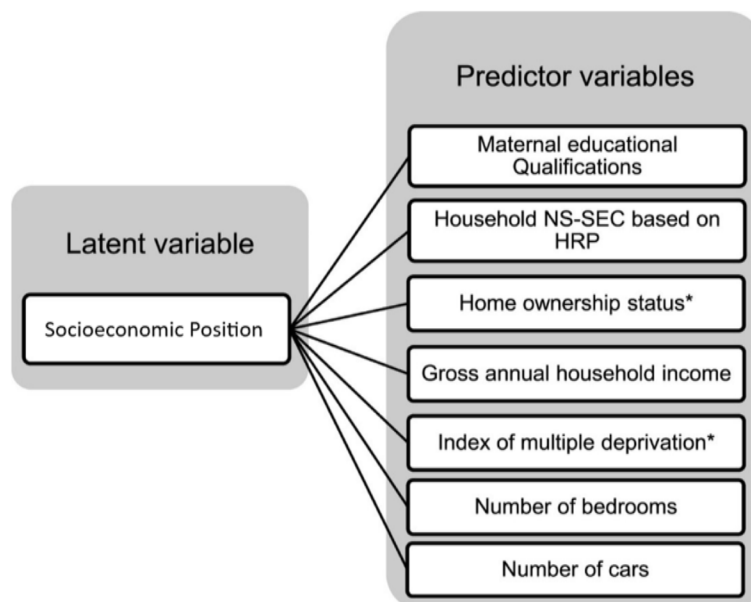 Predictor variables
Maternal educational
Qualifications
Household NS-SEC based on
HRP
Latent variable
Home ownership status*
Socioeconomic Position
Gross annual household income
Index of multiple deprivation*
Number of bedrooms
Number of cars